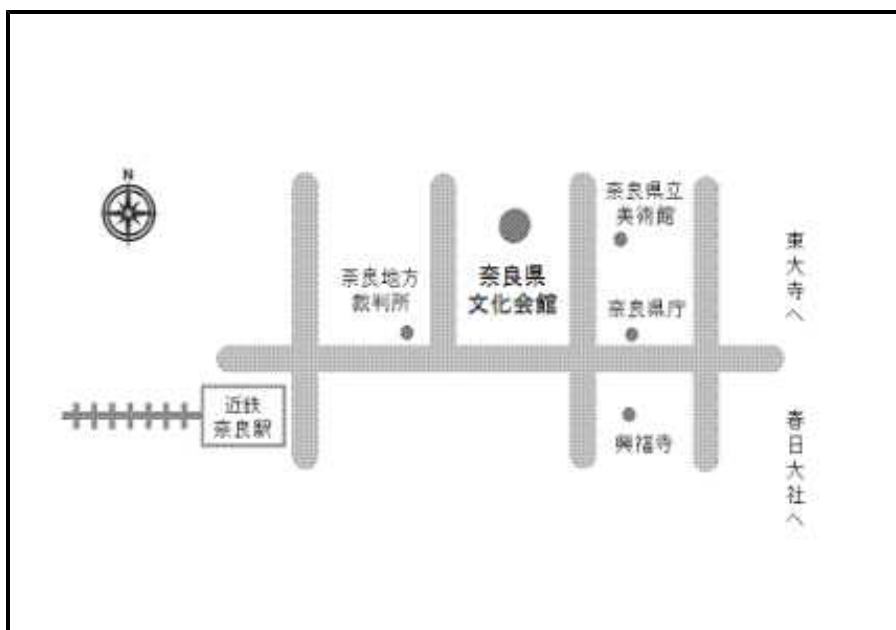 N
奈良県立
美術館
奈良地方
裁判所
奈良県
文化会館
奈良県庁
東大寺へ
近鉄
奈良駅
興福寺
春日大社へ